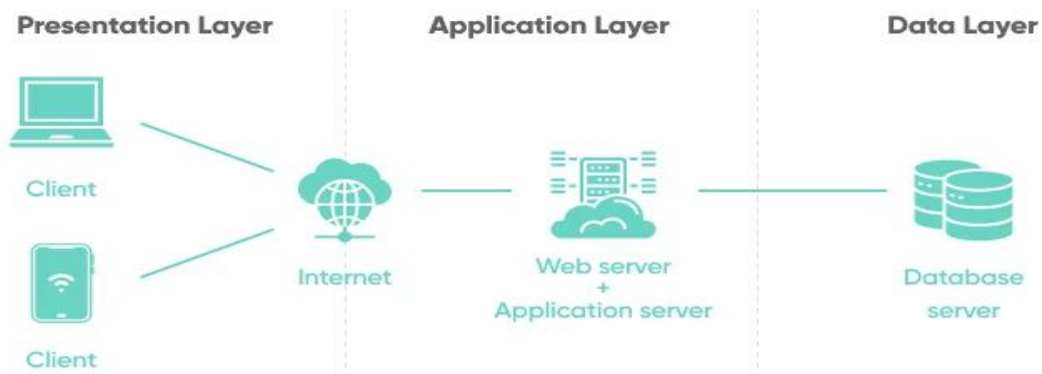 Presentation Layer
Application Layer
Data Layer
Client
Client
Internet
Web server
+
Application server
Database
server